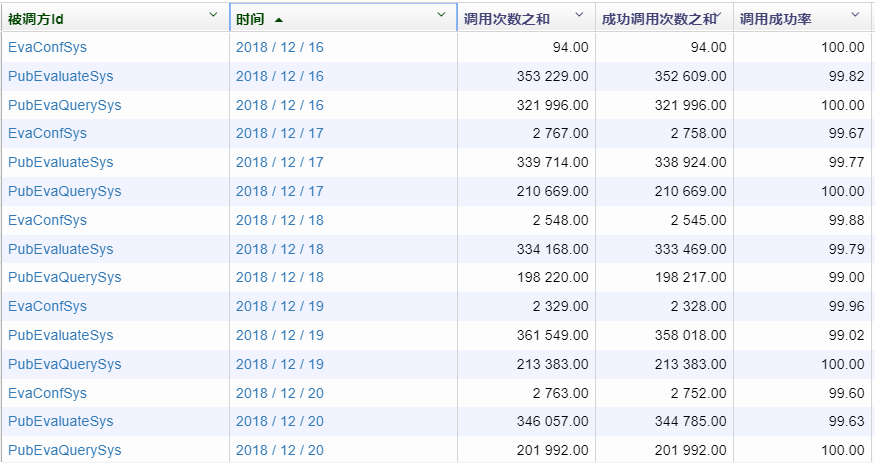 被调方Id 时间 调用次数之和 成功调用次数之和 调用成功率
EvaConfSys 2018 / 12 / 16 94.00 94.00 100.00
PubEvaluateSys 2018 / 12 / 16 353 229.00 352 609.00 99.82
PubEvaQuerySys 2018 / 12 / 16 321 996.00 321 996.00 100.00
EvaConfSys 2018 / 12 / 17 2 767.00 2 758.00 99.67
PubEvaluateSys 2018 / 12 / 17 339 714.00 338 924.00 99.77
PubEvaQuerySys 2018 / 12 / 17 210 669.00 210 669.00 100.00
EvaConfSys 2018 / 12 / 18 2 548.00 2 545.00 99.88
PubEvaluateSys 2018 / 12 / 18 334 168.00 333 469.00 99.79
PubEvaQuerySys 2018 / 12 / 18 198 220.00 198 217.00 99.00
EvaConfSys 2018 / 12 / 19 2 329.00 2 328.00 99.96
PubEvaluateSys 2018 / 12 / 19 361 549.00 358 018.00 99.02
PubEvaQuerySys 2018 / 12 / 19 213 383.00 213 383.00 100.00
EvaConfSys 2018 / 12 / 20 2 763.00 2 752.00 99.60
PubEvaluateSys 2018 / 12 / 20 346 057.00 344 785.00 99.63
PubEvaQuerySys 2018 / 12 / 20 201 992.00 201 992.00 100.00